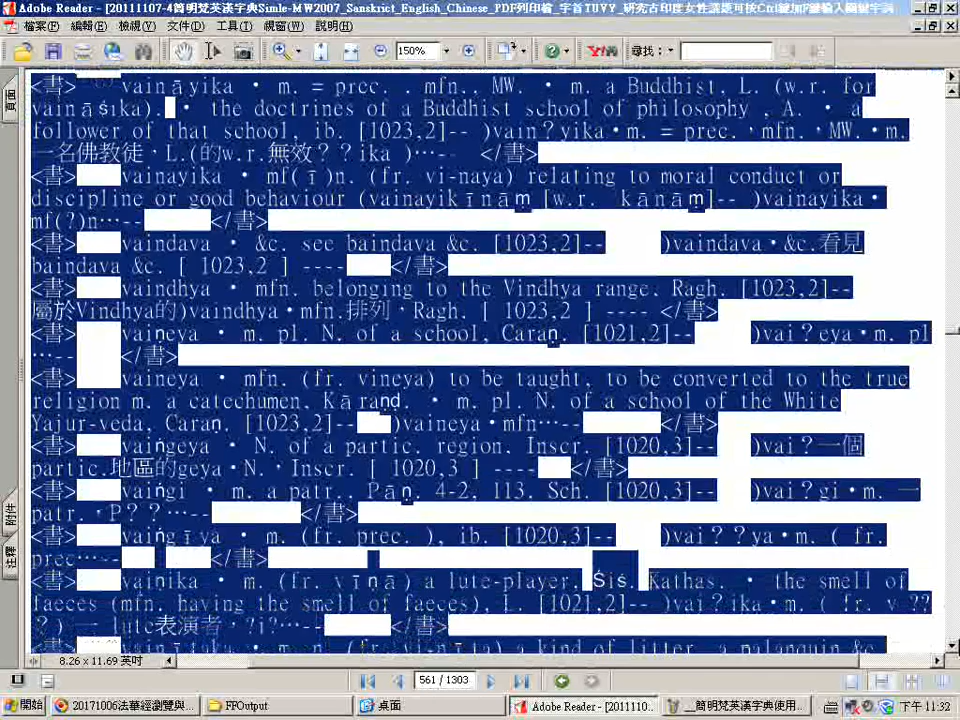 Adobe Reader - [20111107-4簡明梵英漢字典Simle-MW2007_Sanskrict_English_Chinese_PDF列印檔_字首TUVY_研究古印度女性議題可按Ctrl鍵加F鍵輸入關鍵字詞
檔案(F) 編輯(E) 檢視(V) 文件(D) 工具(T) 視窗(W) 說明(H)
150% 尋找：
頁面
<書> vaināyika · m. = prec. . mfn., MW. · m. a Buddhist, L. (w.r. for
vaināśika). · the doctrines of a Buddhist school of philosophy , A. · a
follower of that school, ib. [1023,2]-- )vain？yika·m. = prec.，mfn.，MW.·m.
一名佛教徒，L.(的w.r.無效？？ika )…-- </書>
<書> vainayika · mf(ī)n. (fr. vi-naya) relating to moral conduct or
discipline or good behaviour (vainayikīnāṃ [w.r. kānāṃ]-- )vainayika·
mf(?)n…-- </書>
<書> vaindava · &c. see baindava &c. [1023,2]-- )vaindava·&c.看見
baindava &c. [ 1023,2 ] ---- </書>
<書> vaindhya · mfn. belonging to the Vindhya range, Ragh. [1023,2]--
屬於Vindhya的)vaindhya·mfn.排列，Ragh. [ 1023,2 ] ---- </書>
<書> vaiṇeya · m. pl. N. of a school, Caraṇ. [1021,2]-- )vai？eya·m. pl
…-- </書>
<書> vaineya · mfn. (fr. vineya) to be taught, to be converted to the true
religion m. a catechumen, Kāraṇḍ. · m. pl. N. of a school of the White
Yajur-veda, Caraṇ. [1023,2]-- )vaineya·mfn…-- </書>
<書> vaiṅgeya · N. of a partic. region, Inscr. [1020,3]-- )vai？一個
partic.地區的geya·N.，Inscr. [ 1020,3 ] ---- </書>
<書> vaiṅgi · m. a patr., Pāṇ. 4-2, 113. Sch. [1020,3]-- )vai？gi·m. 一
patr.，P？？…-- </書>
<書> vaiṅgīya · m. (fr. prec. ), ib. [1020,3]-- )vai？？ya·m. ( fr.
prec…-- </書>
<書> vaiṇika · m. (fr. vīṇā) a lute-player, Śiś. Kathas. · the smell of
faeces (mfn. having the smell of faeces), L. [1021,2]-- )vai？ika·m. ( fr. v ??
? ) 一 lute表演者，?i?…-- </書>
附件
注釋
8.26 x 11.69 英吋
561 / 1303
開始 20171006法華經瀏覽與... FFOutput 桌面 Adobe Reader - [2011110... __簡明梵英漢字典使用... 下午 11:32